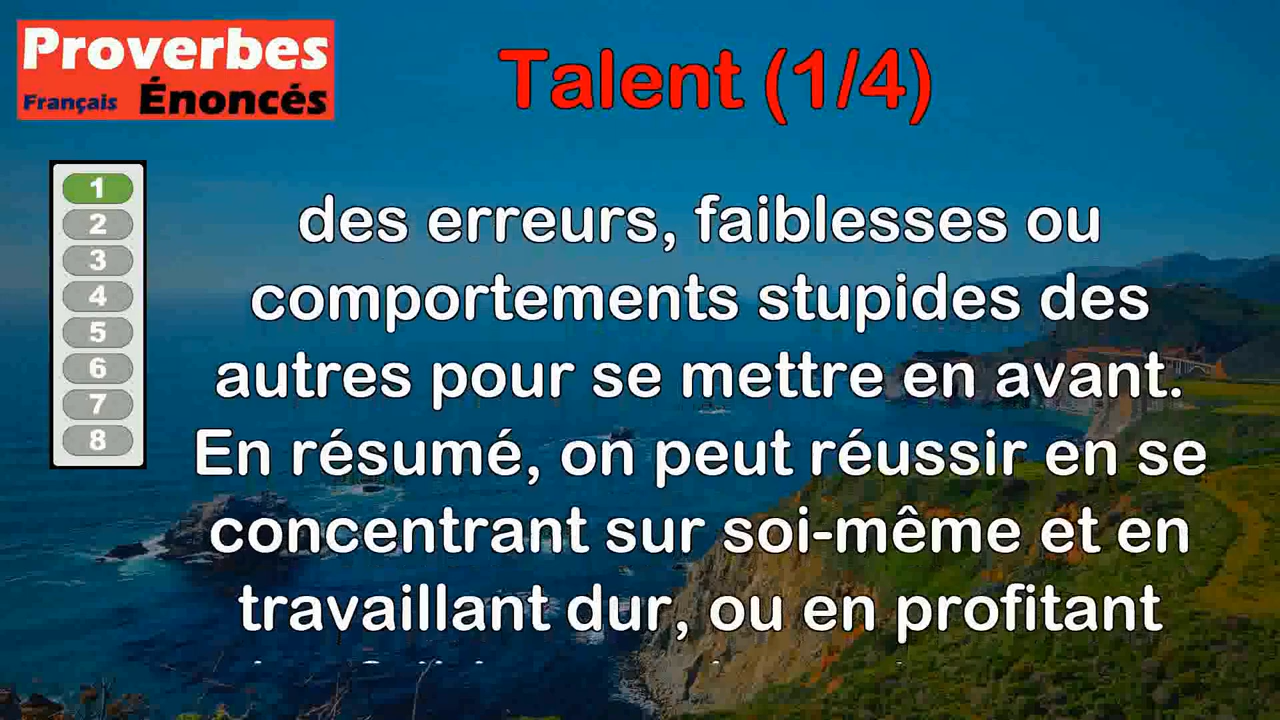 Proverbes
Français Énoncés
Talent (1/4)
1
2
3
4
5
6
7
8
des erreurs, faiblesses ou
comportements stupides des
autres pour se mettre en avant.
En résumé, on peut réussir en se
concentrant sur soi-même et en
travaillant dur, ou en profitant